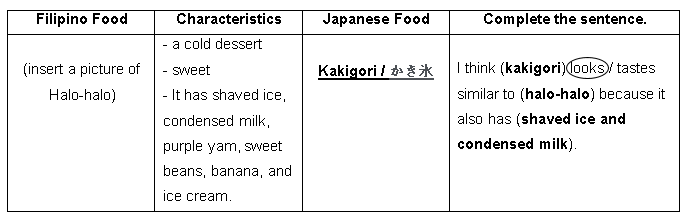 Filipino Food
Characteristics
Japanese Food
Complete the sentence.
(insert a picture of
Halo-halo)
- a cold dessert
- sweet
- It has shaved ice,
condensed milk,
purple yam, sweet
beans, banana, and
ice cream.
Kakigori / かき氷
I think (kakigori) looks / tastes
similar to (halo-halo) because it
also has (shaved ice and
condensed milk).